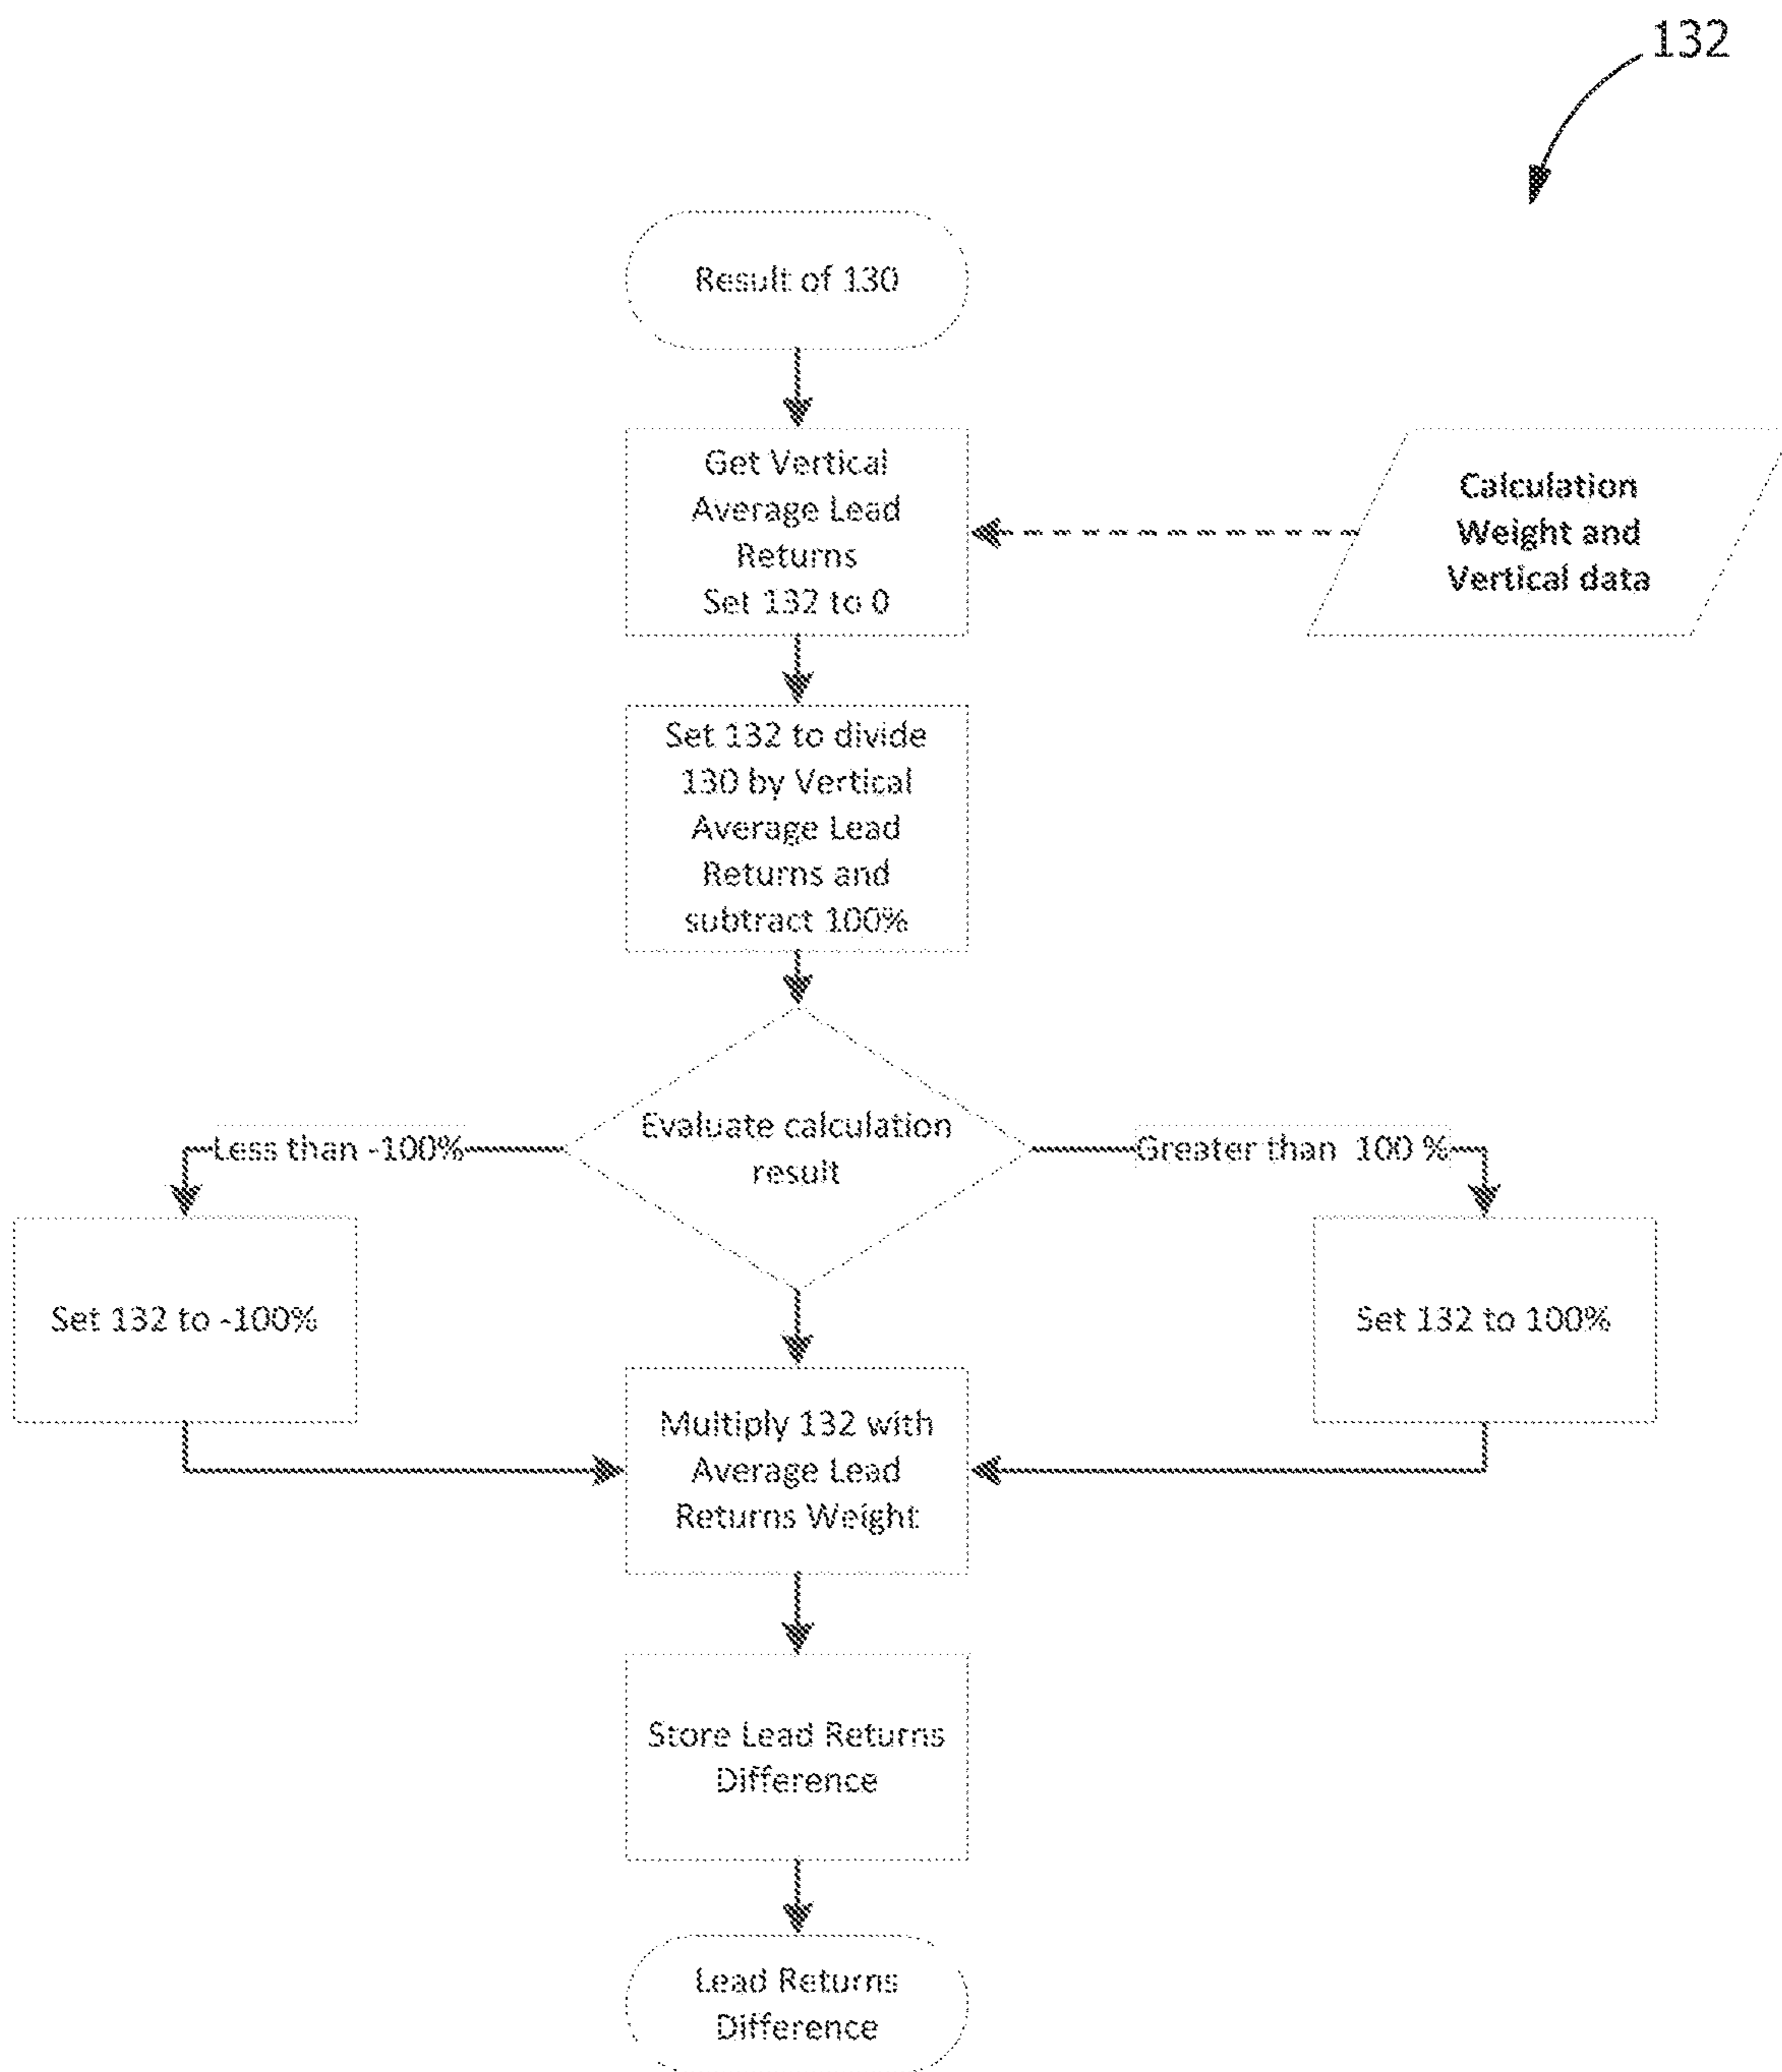 132
Result of 130
Get Vertical
Average Lead
Returns
Set 132 to 0
Calculation
Weight and
Vertical data
Set 132 to divide
130 by Vertical
Average Lead
Returns and
subtract 100%
Evaluate calculation
result
Less than -100%
Greater than 100 %
Set 132 to -100%
Set 132 to 100%
Multiply 132 with
Average Lead
Returns Weight
Store Lead Returns
Difference
Lead Returns
Difference